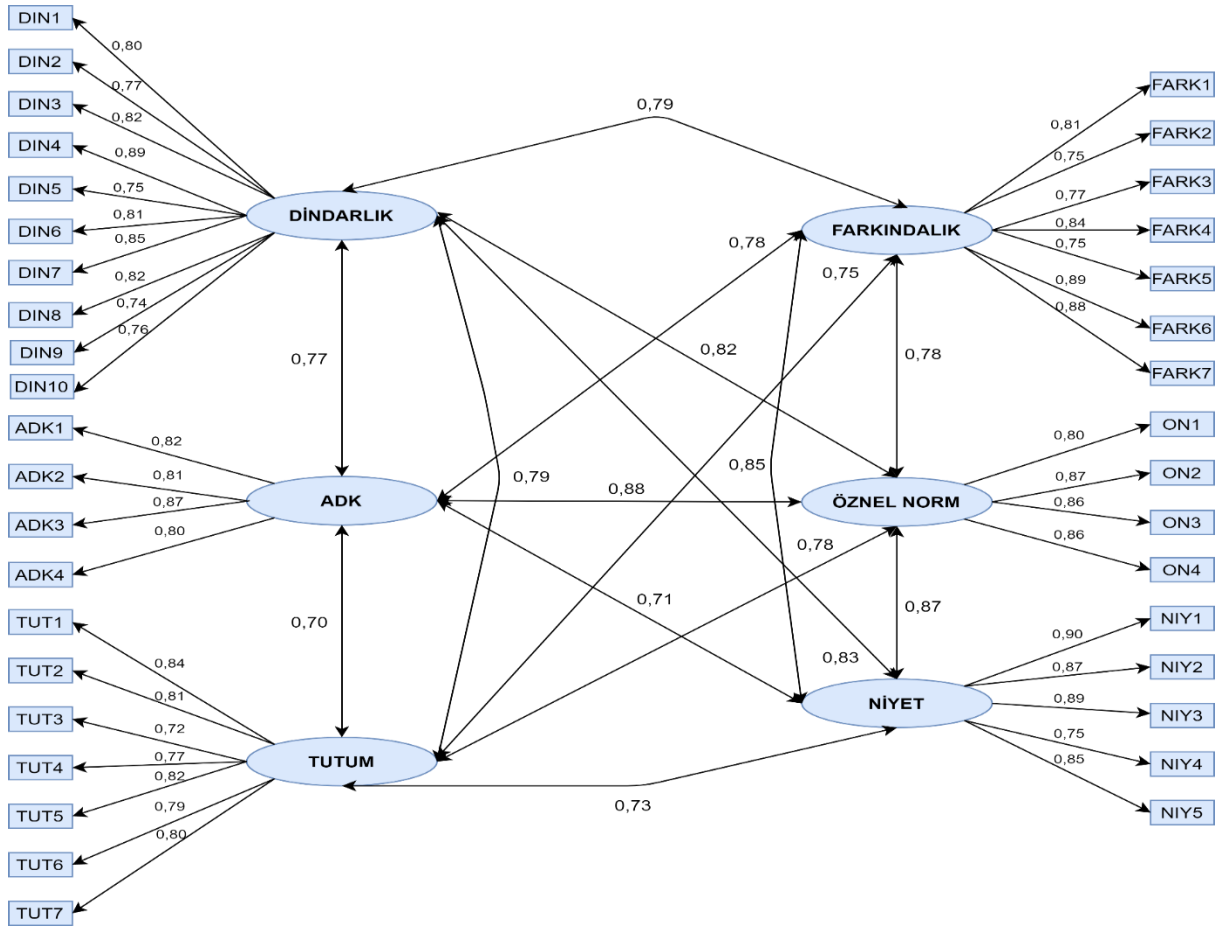 DIN1
DIN2
DIN3
DIN4
DIN5
DIN6
DIN7
DIN8
DIN9
DIN10
0,80
0,77
0,82
0,89
0,75
0,81
0,85
0,82
0,74
0,76
DİNDARLIK
ADK1
ADK2
ADK3
ADK4
0,82
0,81
0,87
0,80
ADK
TUT1
TUT2
TUT3
TUT4
TUT5
TUT6
TUT7
0,84
0,81
0,72
0,77
0,82
0,79
0,80
TUTUM
0,77
0,70
0,79
0,78
0,75
0,82
0,78
0,79
0,85
0,88
0,78
0,71
0,87
0,83
0,73
FARKINDALIK
0,81
0,75
0,77
0,84
0,75
0,89
0,88
FARK1
FARK2
FARK3
FARK4
FARK5
FARK6
FARK7
ÖZNEL NORM
0,80
0,87
0,86
0,86
ON1
ON2
ON3
ON4
NİYET
0,90
0,87
0,89
0,75
0,85
NIY1
NIY2
NIY3
NIY4
NIY5